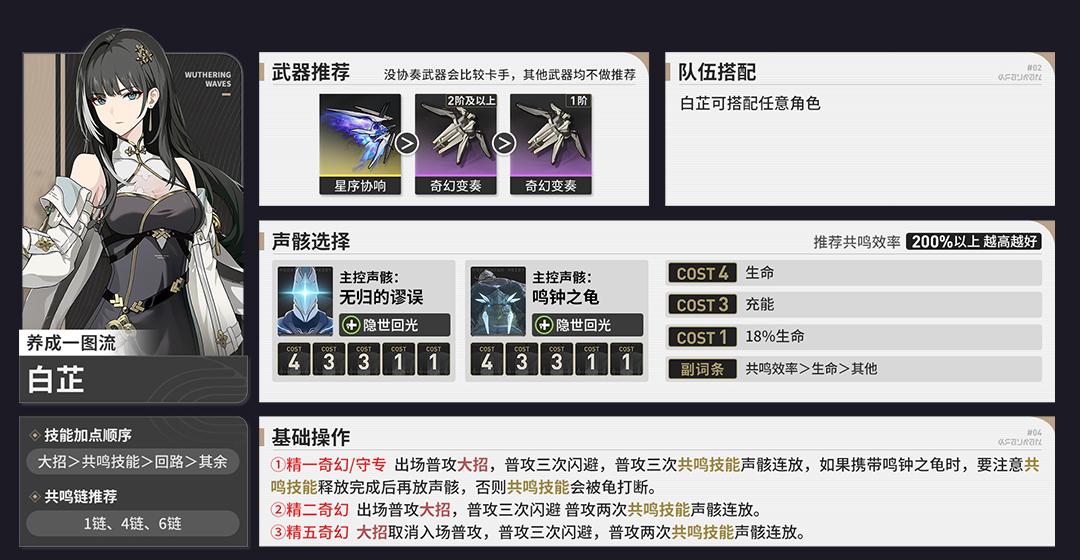 WUTHERING
WAVES
养成一图流
白芷
技能加点顺序
大招＞共鸣技能＞回路＞其余
共鸣链推荐
1链、4链、6链
武器推荐
没协奏武器会比较卡手，其他武器均不做推荐
星序协响
>
2阶及以上
奇幻变奏
>
1阶
奇幻变奏
队伍搭配
#02
白芷可搭配任意角色
声骸选择
推荐共鸣效率 200%以上 越高越好
主控声骸：
无归的谬误
隐世回光
COST COST COST COST COST
4 3 3 1 1
主控声骸：
鸣钟之龟
隐世回光
COST COST COST COST COST
4 3 3 1 1
COST 4 生命
COST 3 充能
COST 1 18%生命
副词条 共鸣效率＞生命＞其他
基础操作
#04
①精一奇幻/守专 出场普攻大招，普攻三次闪避，普攻三次共鸣技能声骸连放，如果携带鸣钟之龟时，要注意共
鸣技能释放完成后再放声骸，否则共鸣技能会被龟打断。
②精二奇幻 出场普攻大招，普攻三次闪避 普攻两次共鸣技能声骸连放。
③精五奇幻 大招取消入场普攻，普攻三次闪避，普攻两次共鸣技能声骸连放。